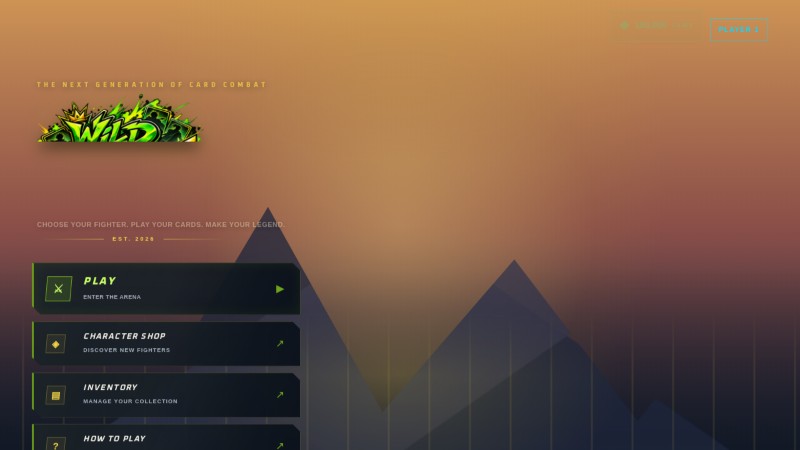 THE NEXT GENERATION OF CARD COMBAT
WILD
CHOOSE YOUR FIGHTER. PLAY YOUR CARDS. MAKE YOUR LEGEND.
EST. 2026
PLAY
ENTER THE ARENA
CHARACTER SHOP
DISCOVER NEW FIGHTERS
INVENTORY
MANAGE YOUR COLLECTION
? HOW TO PLAY